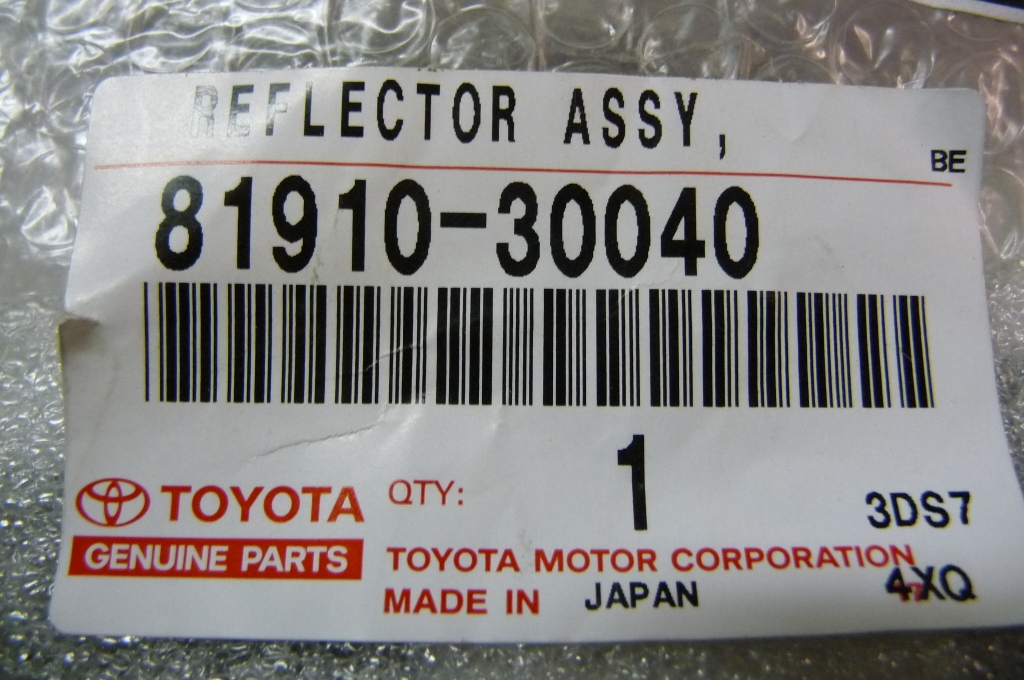 REFLECTOR ASSY,
BE
81910-30040
1
QTY:
3DS7
TOYOTA
GENUINE PARTS
TOYOTA MOTOR CORPORATION
4XQ
MADE IN JAPAN